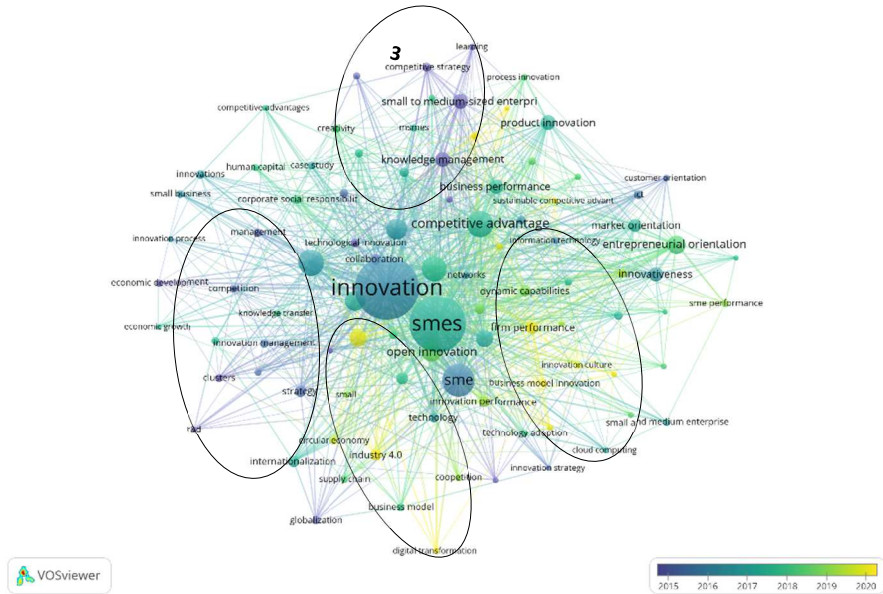 learning
3
competitive strategy
process innovation
small to medium-sized enterpri
competitive advantages
product innovation
creativity
msmes
knowledge management
human capital
case study
innovations
customer orientation
business performance
small business
corporate social responsibilit
sustainable competitive advant
ict
competitive advantage
market orientation
management
innovation process
technological innovation
information technology
entrepreneurial orientation
collaboration
networks
innovativeness
economic development
competition
innovation
dynamic capabilities
sme performance
knowledge transfer
smes
economic growth
firm performance
innovation management
open innovation
innovation culture
clusters
sme
business model innovation
strategy
small
innovation performance
technology
small and medium enterprise
r&d
technology adoption
circular economy
cloud computing
industry 4.0
internationalization
innovation strategy
supply chain
coopetition
business model
globalization
digital transformation
VOSviewer
2015 2016 2017 2018 2019 2020